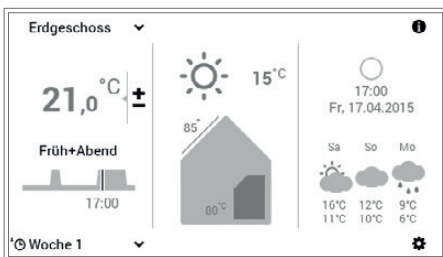 Erdgeschoss
21,0 °C ±
Früh+Abend
17:00
Woche 1
15°C
85°
00°C
17:00
Fr, 17.04.2015
Sa So Mo
16°C 12°C 9°C
11°C 10°C 6°C